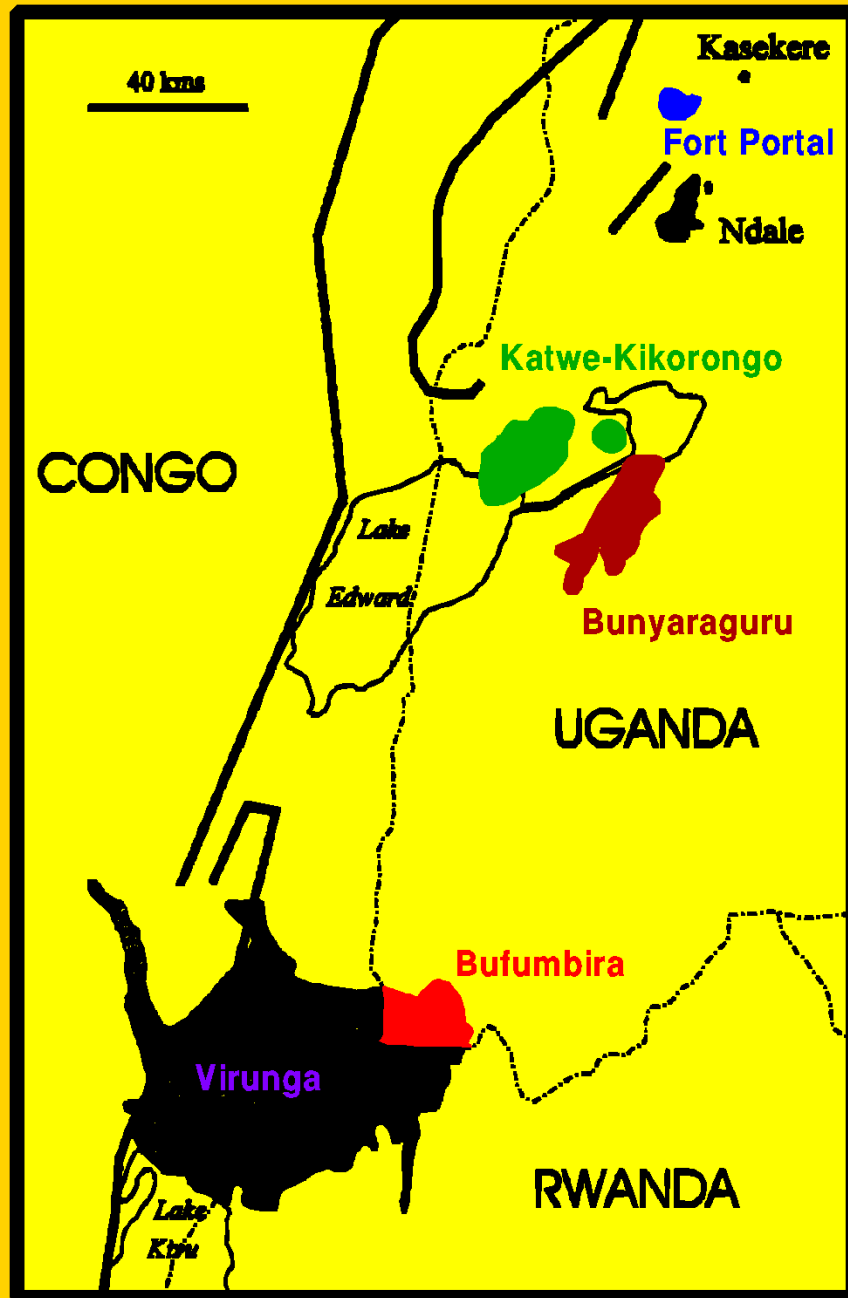 40 kms
Kasekere
Fort Portal
Ndale
Katwe-Kikorongo
CONGO
Lake
Edward
Bunyaraguru
UGANDA
Bufumbira
Virunga
RWANDA
Lake
Kivu